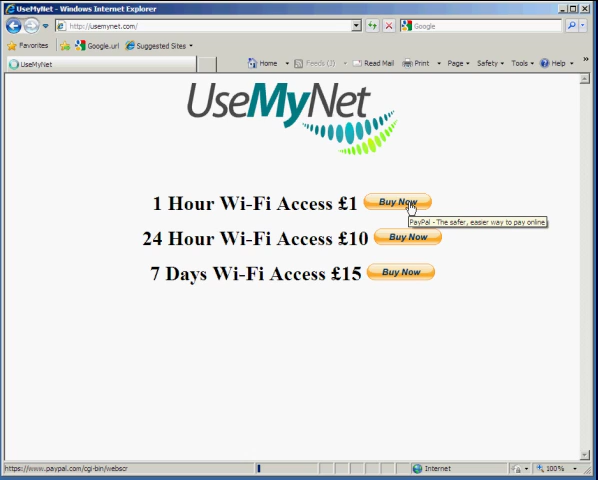 UseMyNet - Windows Internet Explorer
http://usemynet.com/
Google
Favorites Google.url Suggested Sites
UseMyNet
Home Feeds (J) Read Mail Print Page Safety Tools Help »
UseMyNet
1 Hour Wi-Fi Access £1 Buy Now
PayPal - The safer, easier way to pay online
24 Hour Wi-Fi Access £10 Buy Now
7 Days Wi-Fi Access £15 Buy Now
https://www.paypal.com/cgi-bin/webscr Internet 100%